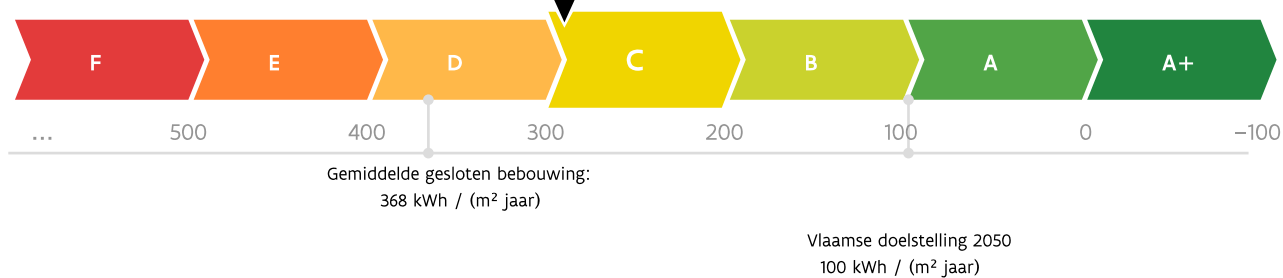 F E D C B A A+
... 500 400 300 200 100 0 −100
Gemiddelde gesloten bebouwing:
368 kWh / (m² jaar)
Vlaamse doelstelling 2050
100 kWh / (m² jaar)